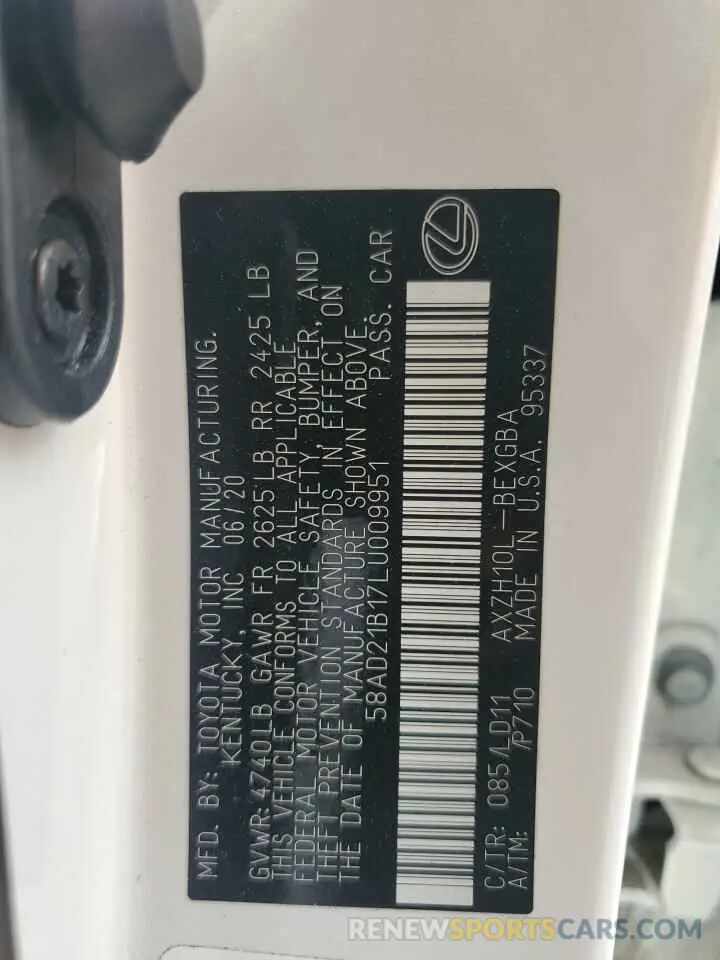 MFD. BY: TOYOTA MOTOR MANUFACTURING.
KENTUCKY, INC 06/20
GVWR: 4740LB GAWR FR 2625LB RR 2425 LB
THIS VEHICLE CONFORMS TO ALL APPLICABLE
FEDERAL MOTOR VEHICLE SAFETY, BUMPER, AND
THEFT PREVENTION STANDARDS IN EFFECT ON
THE DATE OF MANUFACTURE SHOWN ABOVE.
58AD21B17LU009951 PASS. CAR
C/TR: 085/LD11 AXZH10L-BEXGBA
A/TM: /P710 MADE IN U.S.A. 95337
RENEWSPORTSCARS.COM